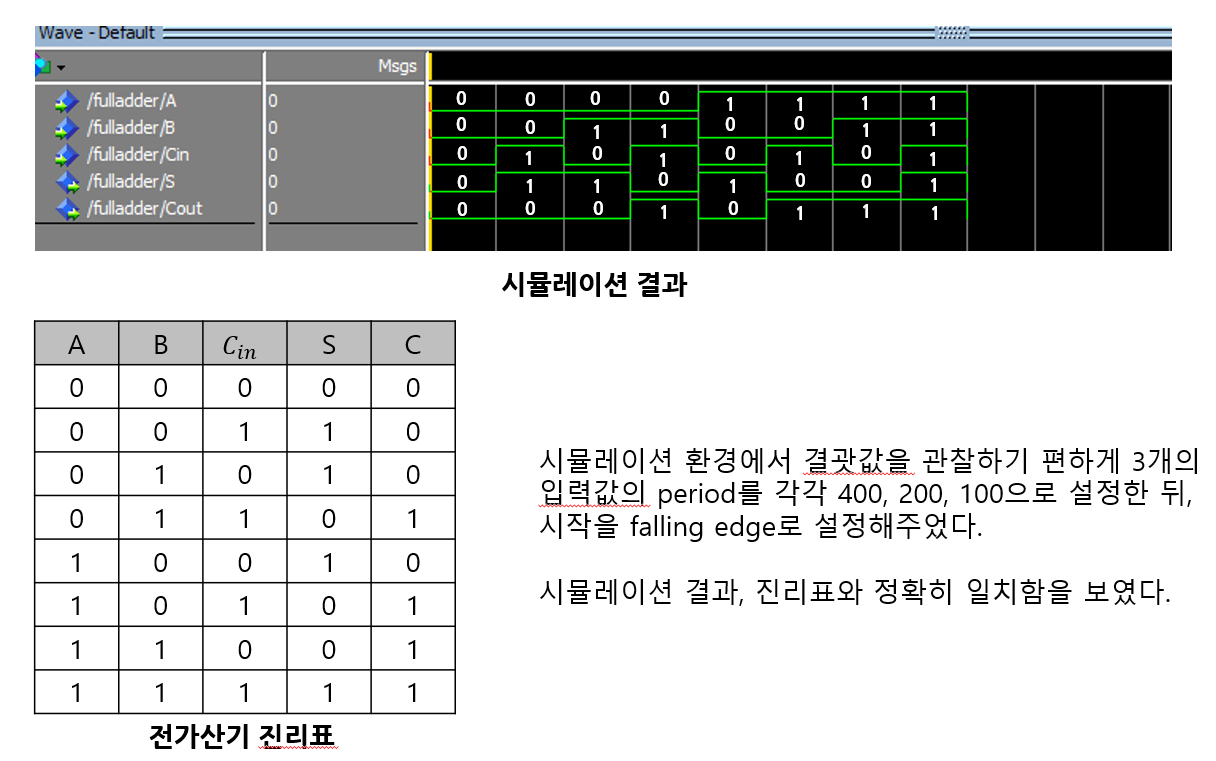 Wave - Default
Msgs
/fulladder/A 0 0 0 0 0 1 1 1 1
/fulladder/B 0 0 0 1 1 0 0 1 1
/fulladder/Cin 0 0 1 0 1 0 1 0 1
/fulladder/S 0 0 1 1 0 1 0 0 1
/fulladder/Cout 0 0 0 0 1 0 1 1 1
시뮬레이션 결과
A B Cin S C
0 0 0 0 0
0 0 1 1 0
0 1 0 1 0
0 1 1 0 1
1 0 0 1 0
1 0 1 0 1
1 1 0 0 1
1 1 1 1 1
전가산기 진리표
시뮬레이션 환경에서 결괏값을 관찰하기 편하게 3개의
입력값의 period를 각각 400, 200, 100으로 설정한 뒤,
시작을 falling edge로 설정해주었다.
시뮬레이션 결과, 진리표와 정확히 일치함을 보였다.